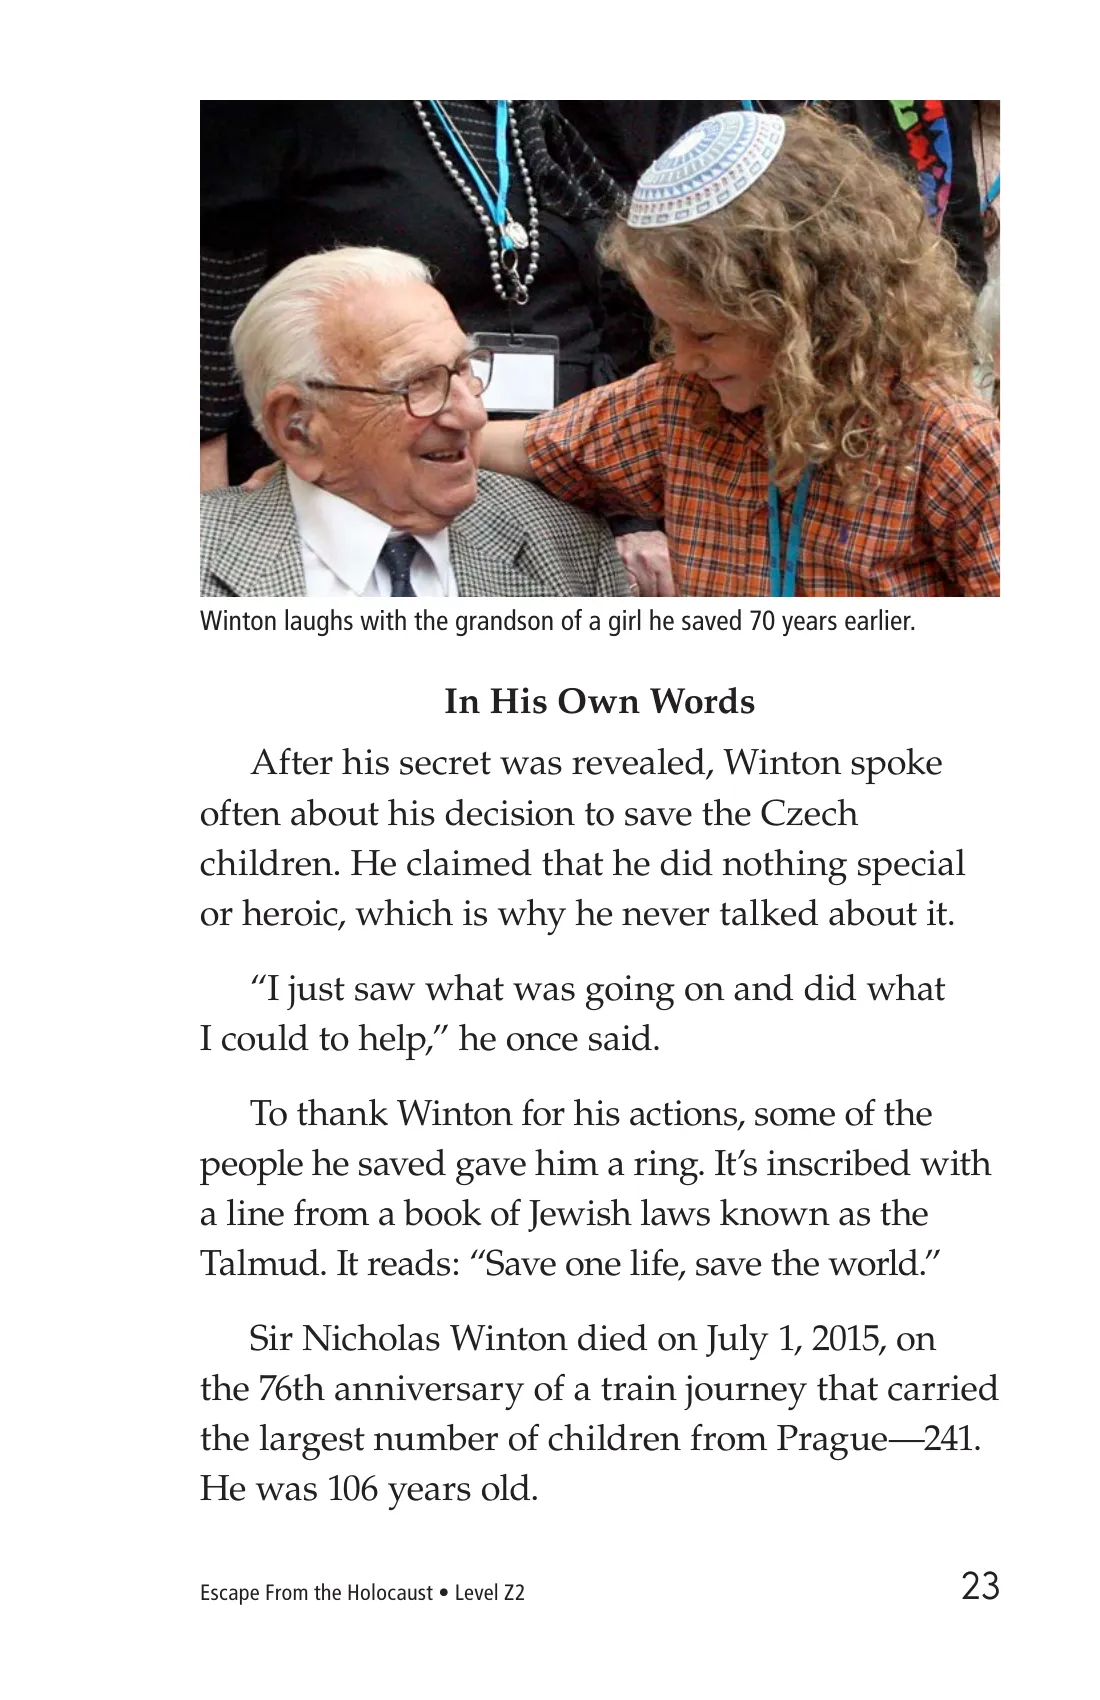 Winton laughs with the grandson of a girl he saved 70 years earlier.
In His Own Words
After his secret was revealed, Winton spoke
often about his decision to save the Czech
children. He claimed that he did nothing special
or heroic, which is why he never talked about it.
“I just saw what was going on and did what
I could to help,” he once said.
To thank Winton for his actions, some of the
people he saved gave him a ring. It’s inscribed with
a line from a book of Jewish laws known as the
Talmud. It reads: “Save one life, save the world.”
Sir Nicholas Winton died on July 1, 2015, on
the 76th anniversary of a train journey that carried
the largest number of children from Prague—241.
He was 106 years old.
Escape From the Holocaust • Level Z2
23